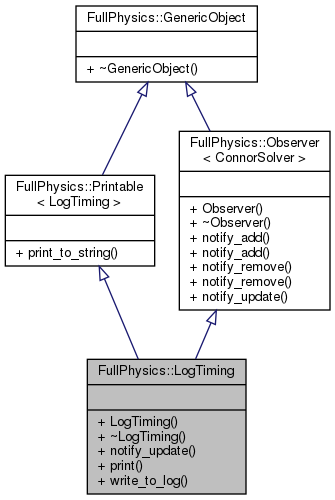 FullPhysics::GenericObject
+ ~GenericObject()
FullPhysics::Observer
< ConnorSolver >
+ Observer()
+ ~Observer()
+ notify_add()
+ notify_add()
+ notify_remove()
+ notify_remove()
+ notify_update()
FullPhysics::Printable
< LogTiming >
+ print_to_string()
FullPhysics::LogTiming
+ LogTiming()
+ ~LogTiming()
+ notify_update()
+ print()
+ write_to_log()